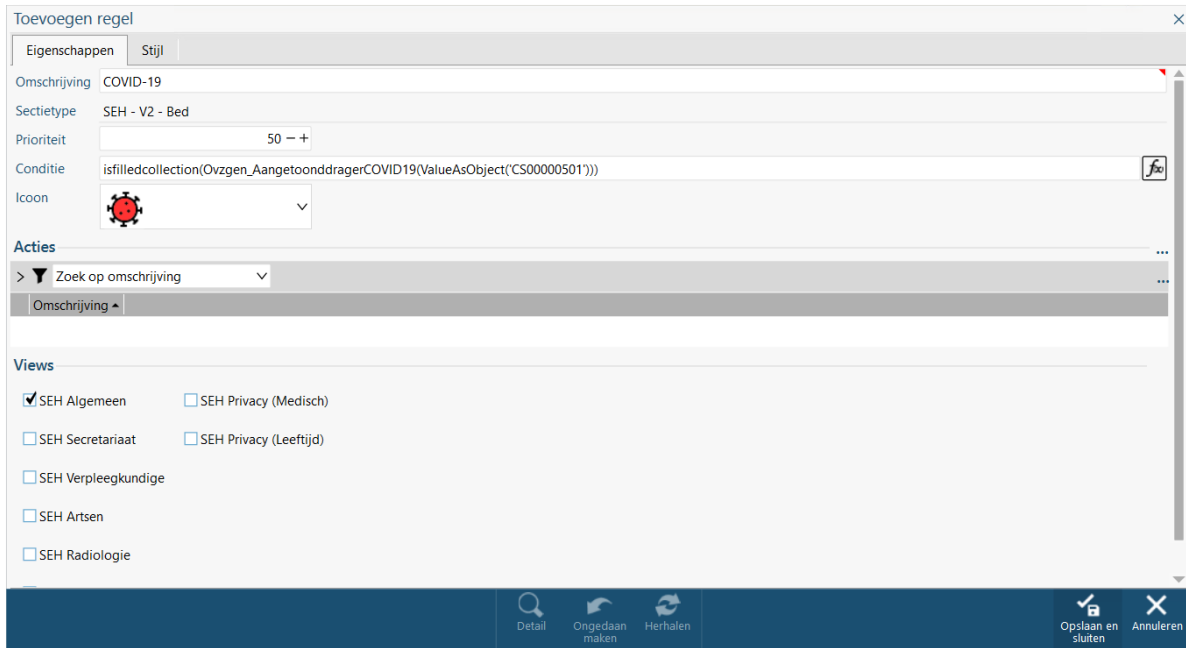 Toevoegen regel
Eigenschappen Stijl
Omschrijving COVID-19
Sectietype SEH - V2 - Bed
Prioriteit 50
Conditie isfilledcollection(Ovzgen_AangetoonddragerCOVID19(ValueAsObject('CS00000501')))
Icoon
Acties
Zoek op omschrijving
Omschrijving
Views
SEH Algemeen SEH Privacy (Medisch)
SEH Secretariaat SEH Privacy (Leeftijd)
SEH Verpleegkundige
SEH Artsen
SEH Radiologie
Detail Ongedaan maken Herhalen Opslaan en sluiten Annuleren